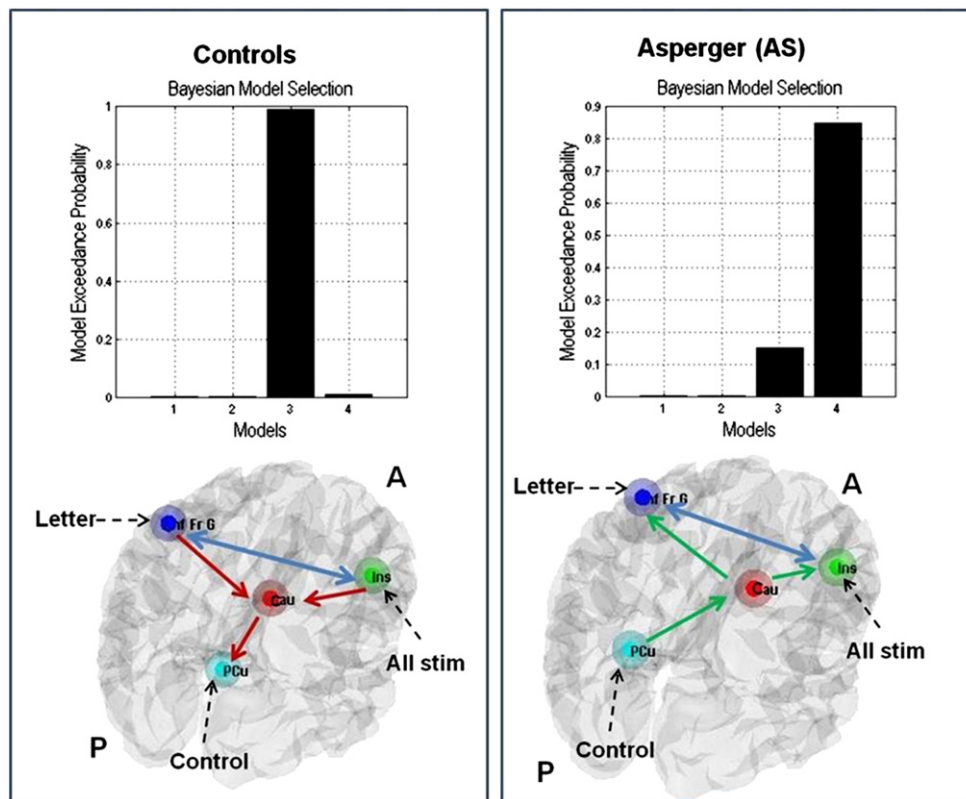 Controls
Bayesian Model Selection
Model Exceedance Probability
1
0.8
0.6
0.4
0.2
0
1 2 3 4
Models
A
Letter
Inf Fr G
Ins
Cau
PCu
All stim
P
Control
Asperger (AS)
Bayesian Model Selection
Model Exceedance Probability
0.9
0.8
0.7
0.6
0.5
0.4
0.3
0.2
0.1
0
1 2 3 4
Models
A
Letter
Inf Fr G
Ins
Cau
PCu
All stim
Control
P